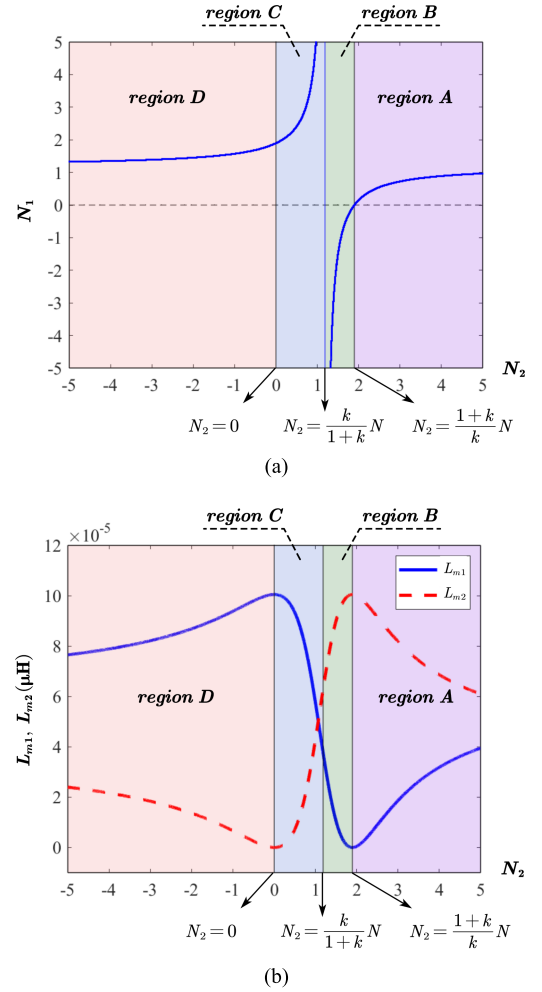 region C
region B
5
4
3
2
1
0
-1
-2
-3
-4
-5
N₁
region D
region A
-5 -4 -3 -2 -1 0 1 2 3 4 5
N₂
N₂ = 0
N₂ = k/(1+k) N
N₂ = (1+k)/k N
(a)
region C
region B
×10⁻⁵
12
10
8
6
4
2
0
Lₘ₁, Lₘ₂ (μH)
Lₘ₁
Lₘ₂
region D
region A
-5 -4 -3 -2 -1 0 1 2 3 4 5
N₂
N₂ = 0
N₂ = k/(1+k) N
N₂ = (1+k)/k N
(b)